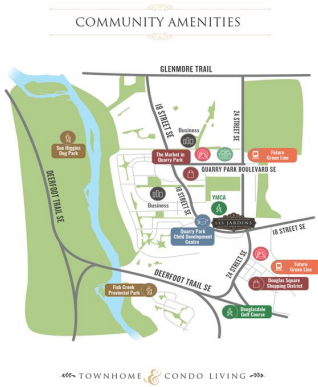 COMMUNITY AMENITIES
GLENMORE TRAIL
18 STREET SE
24 STREET SE
Business
Sue Higgins
Dog Park
The Market in
Quarry Park
Future
Green Line
QUARRY PARK BOULEVARD SE
DEERFOOT TRAIL SE
18 STREET SE
Business
YMCA
LES JARDINS
Quarry Park
Child Development
Centre
18 STREET SE
24 STREET SE
Future
Green Line
DEERFOOT TRAIL SE
Douglas Square
Shopping District
Fish Creek
Provincial Park
Douglasdale
Golf Course
TOWNHOME & CONDO LIVING